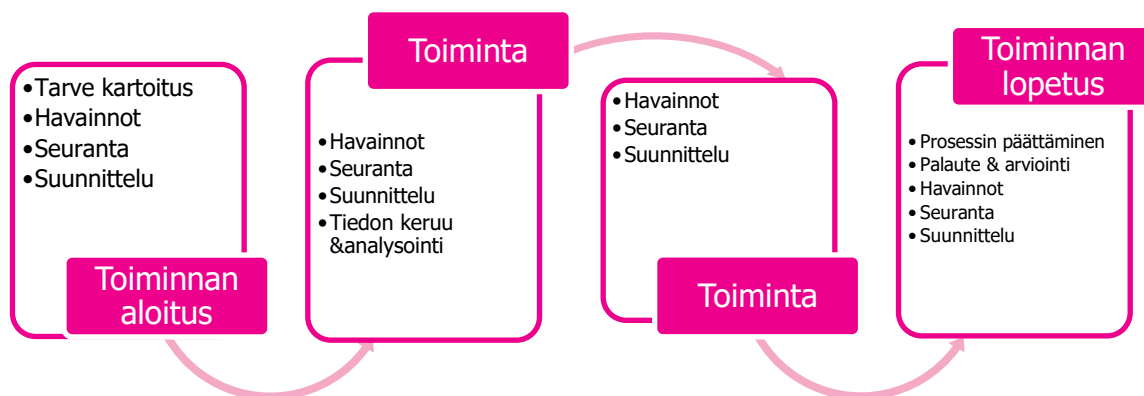 •Tarve kartoitus
•Havainnot
•Seuranta
•Suunnittelu
Toiminnan
aloitus
Toiminta
•Havainnot
•Seuranta
•Suunnittelu
•Tiedon keruu
&analysointi
•Havainnot
•Seuranta
•Suunnittelu
Toiminta
Toiminnan
lopetus
•Prosessin päättäminen
•Palaute & arviointi
•Havainnot
•Seuranta
•Suunnittelu